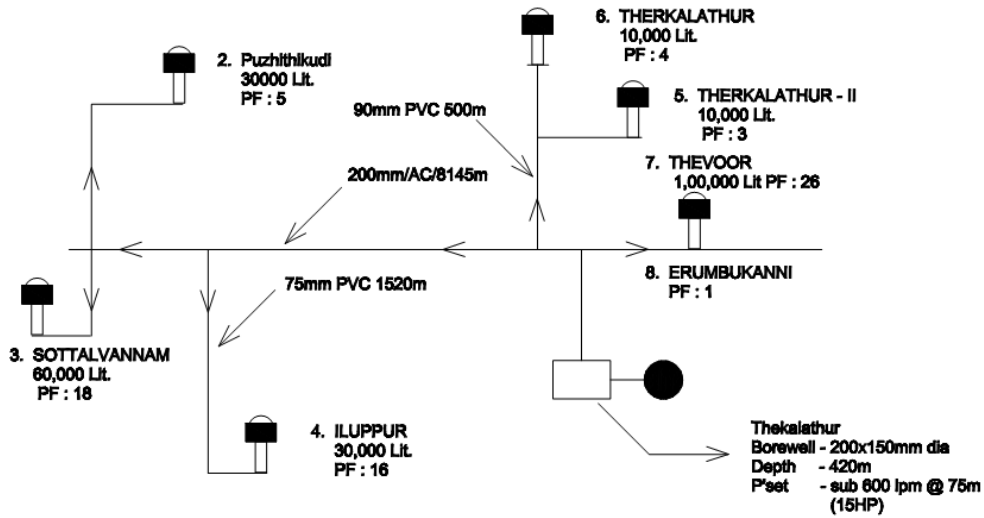 6. THERKALATHUR
10,000 Lit.
PF : 4
2. Puzhithikudi
30000 Lit.
PF : 5
90mm PVC 500m
5. THERKALATHUR - II
10,000 Lit.
PF : 3
7. THEVOOR
1,00,000 Lit PF : 26
200mm/AC/8145m
75mm PVC 1520m
8. ERUMBUKANNI
PF : 1
3. SOTTALVANNAM
60,000 Lit.
PF : 18
4. ILUPPUR
30,000 Lit.
PF : 16
Thekalathur
Borewell - 200x150mm dia
Depth - 420m
P'set - sub 600 lpm @ 75m
(15HP)